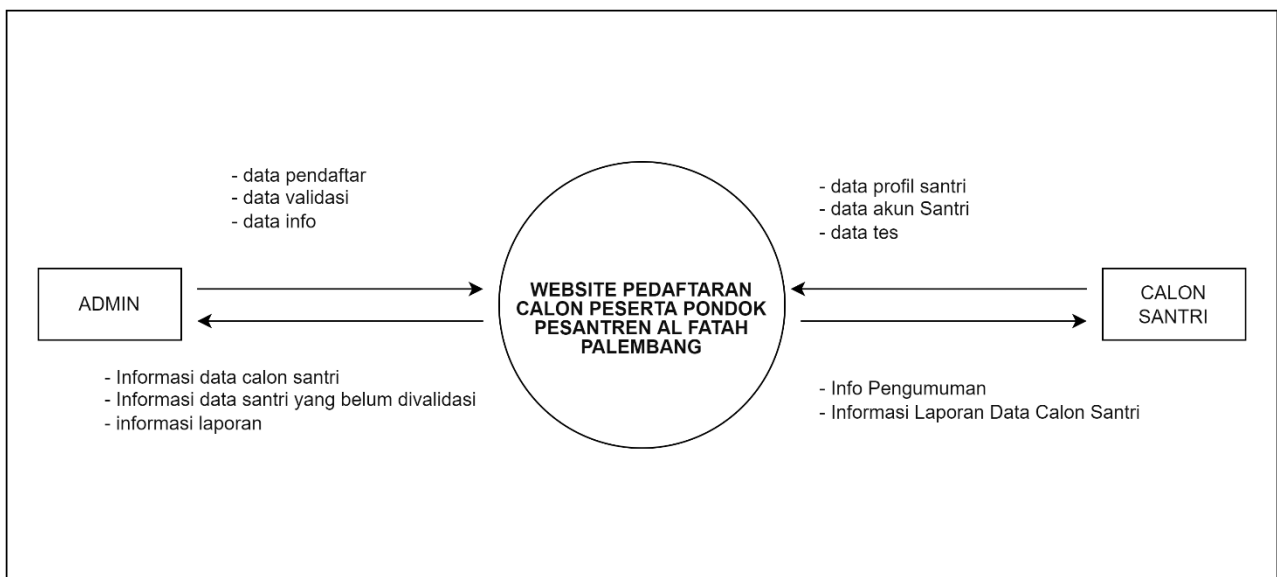 - data pendaftar
- data validasi
- data info
- data profil santri
- data akun Santri
- data tes
ADMIN
WEBSITE PEDAFTARAN
CALON PESERTA PONDOK
PESANTREN AL FATAH
PALEMBANG
CALON
SANTRI
- Informasi data calon santri
- Informasi data santri yang belum divalidasi
- informasi laporan
- Info Pengumuman
- Informasi Laporan Data Calon Santri